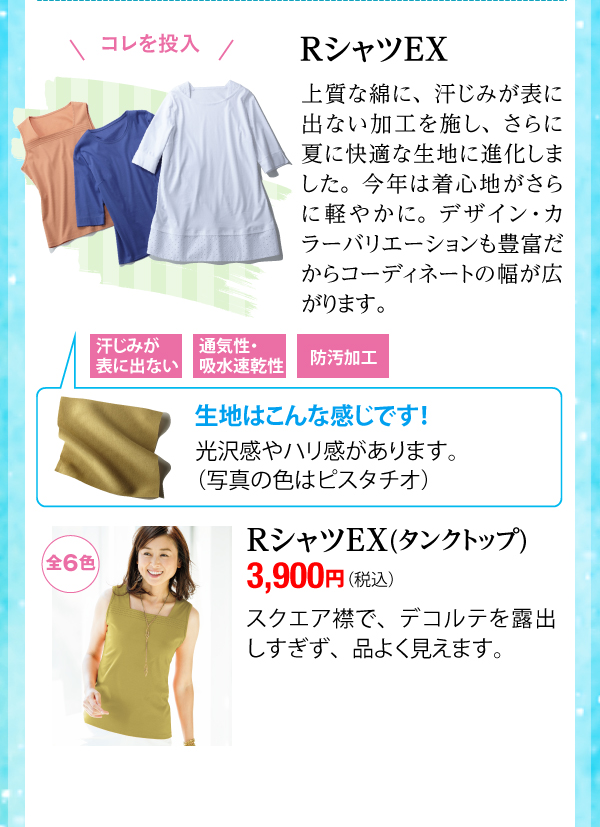 コレを投入
RシャツEX
上質な綿に、汗じみが表に
出ない加工を施し、さらに
夏に快適な生地に進化しま
した。今年は着心地がさら
に軽やかに。デザイン・カ
ラーバリエーションも豊富だ
からコーディネートの幅が広
がります。
汗じみが
表に出ない
通気性・
吸水速乾性
防汚加工
生地はこんな感じです!
光沢感やハリ感があります。
（写真の色はピスタチオ）
全6色
RシャツEX(タンクトップ)
3,900円（税込）
スクエア襟で、デコルテを露出
しすぎず、品よく見えます。